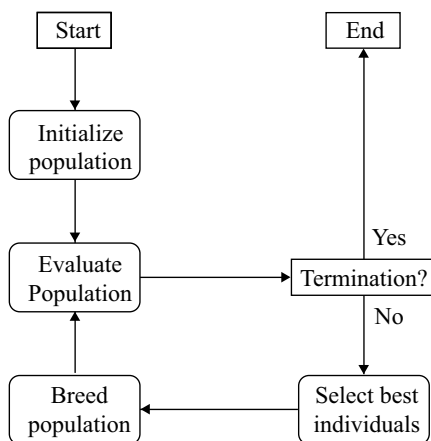 Start
End
Initialize
population
Evaluate
Population
Yes
Termination?
No
Breed
population
Select best
individuals